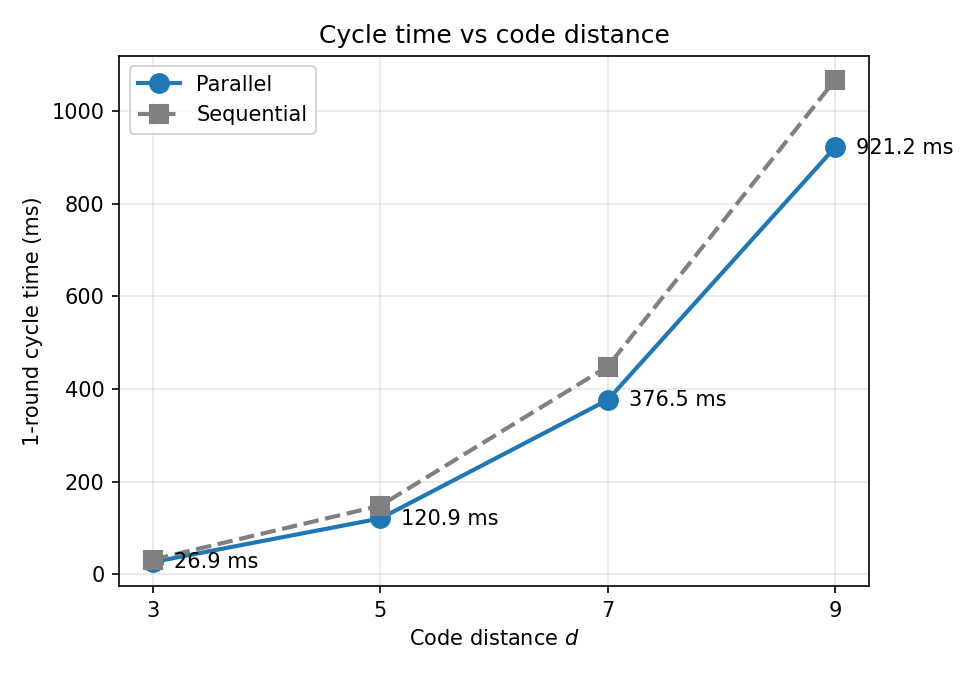 Cycle time vs code distance
Parallel
Sequential
1000
800
600
400
200
0
1-round cycle time (ms)
921.2 ms
376.5 ms
120.9 ms
26.9 ms
3 5 7 9
Code distance d